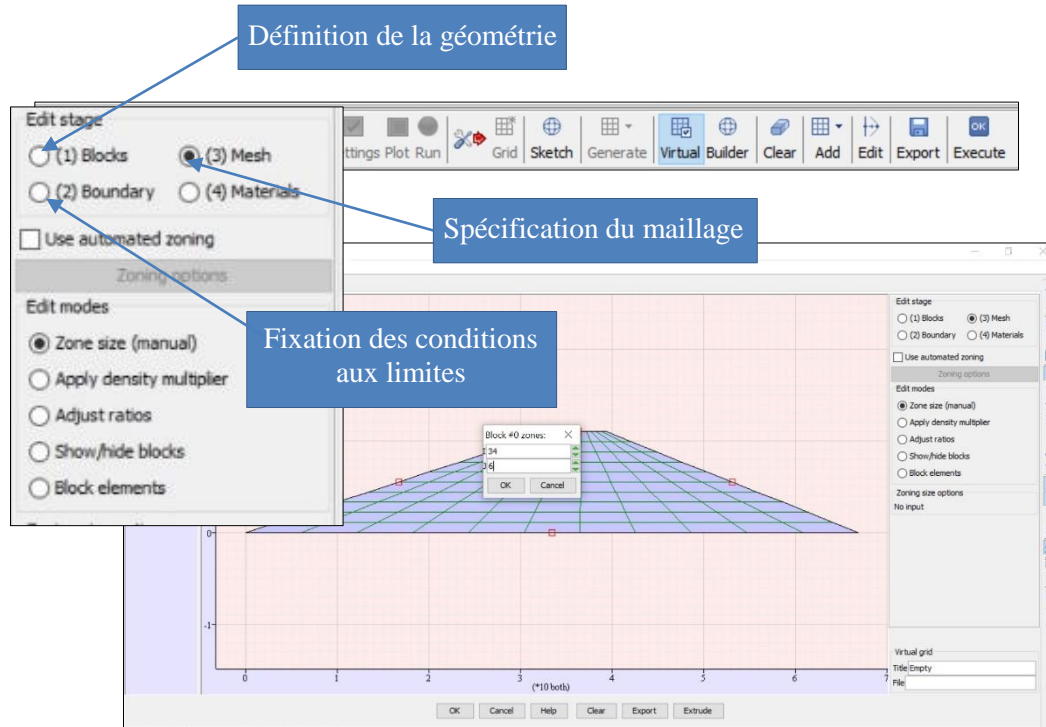 Définition de la géométrie
Edit stage
(1) Blocks
(3) Mesh
(2) Boundary
(4) Materials
Use automated zoning
Zoning options
Edit modes
Zone size (manual)
Apply density multiplier
Adjust ratios
Show/hide blocks
Block elements
ttings Plot Run Grid Sketch Generate Virtual Builder Clear Add Edit Export Execute
OK
Spécification du maillage
Fixation des conditions
aux limites
Block #0 zones:
34
6
OK Cancel
0
-1
0 1 2 3 4 5 6 7
(*10 both)
Edit stage
(1) Blocks
(3) Mesh
(2) Boundary
(4) Materials
Use automated zoning
Zoning options
Edit modes
Zone size (manual)
Apply density multiplier
Adjust ratios
Show/hide blocks
Block elements
Zoning size options
No input
Virtual grid
Title Empty
File
OK Cancel Help Clear Export Extrude